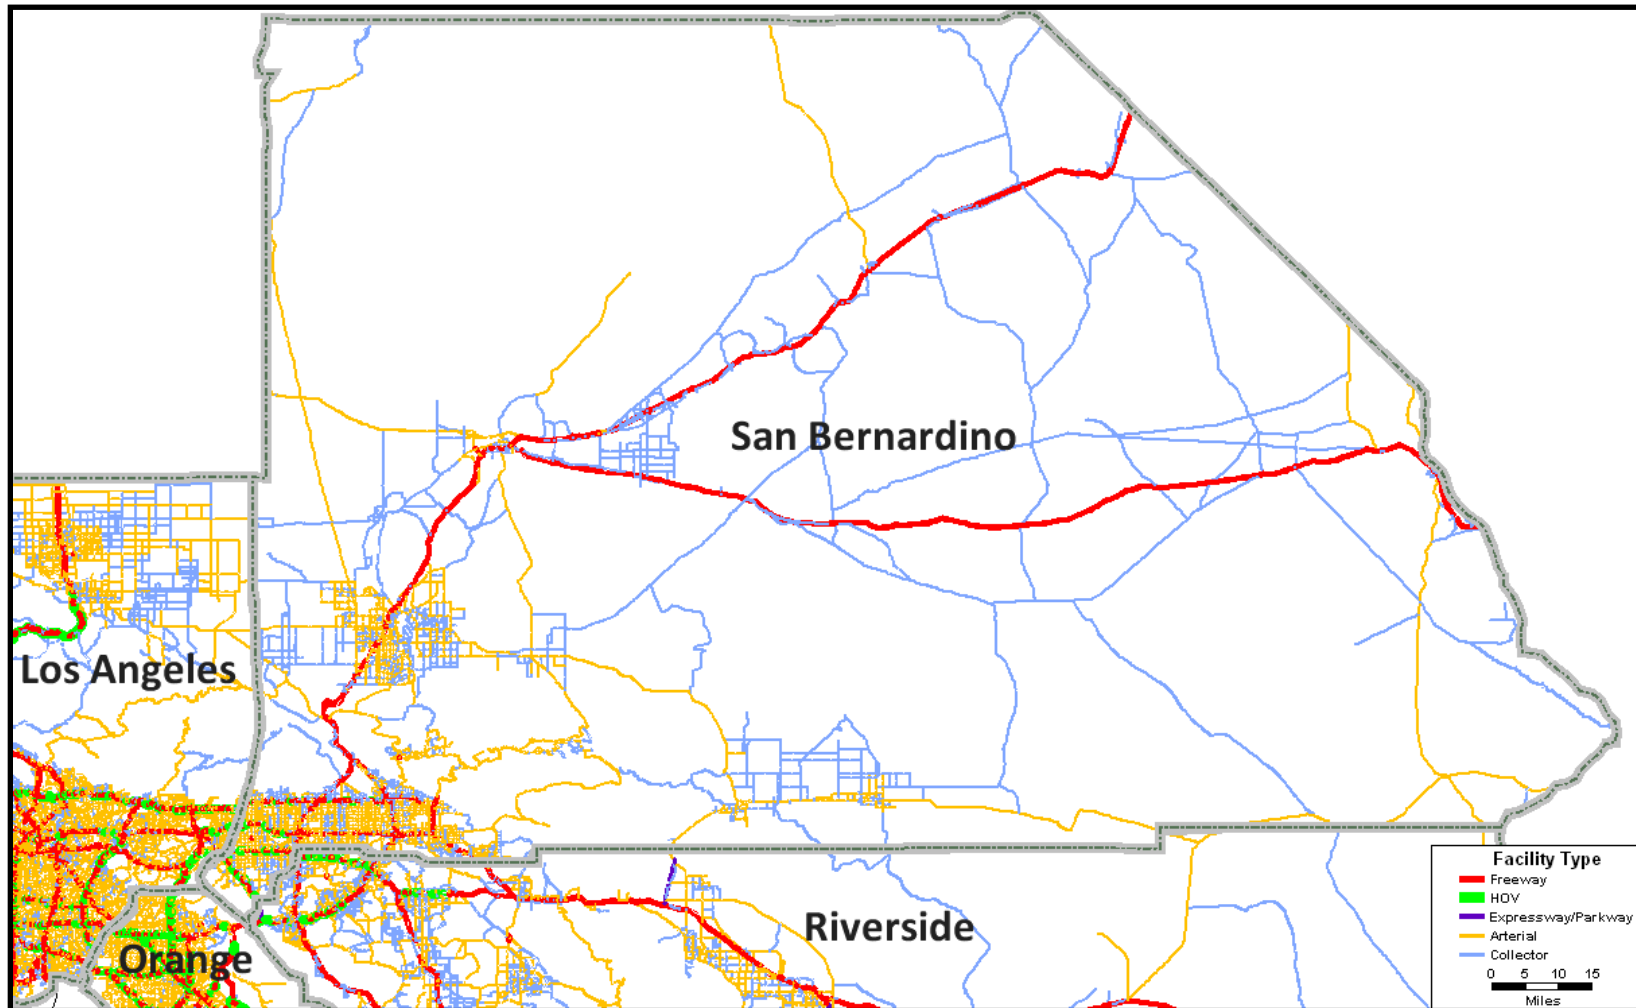 San Bernardino
Los Angeles
Riverside
Orange
Facility Type
Freeway
HOV
Expressway/Parkway
Arterial
Collector
0 5 10 15
Miles